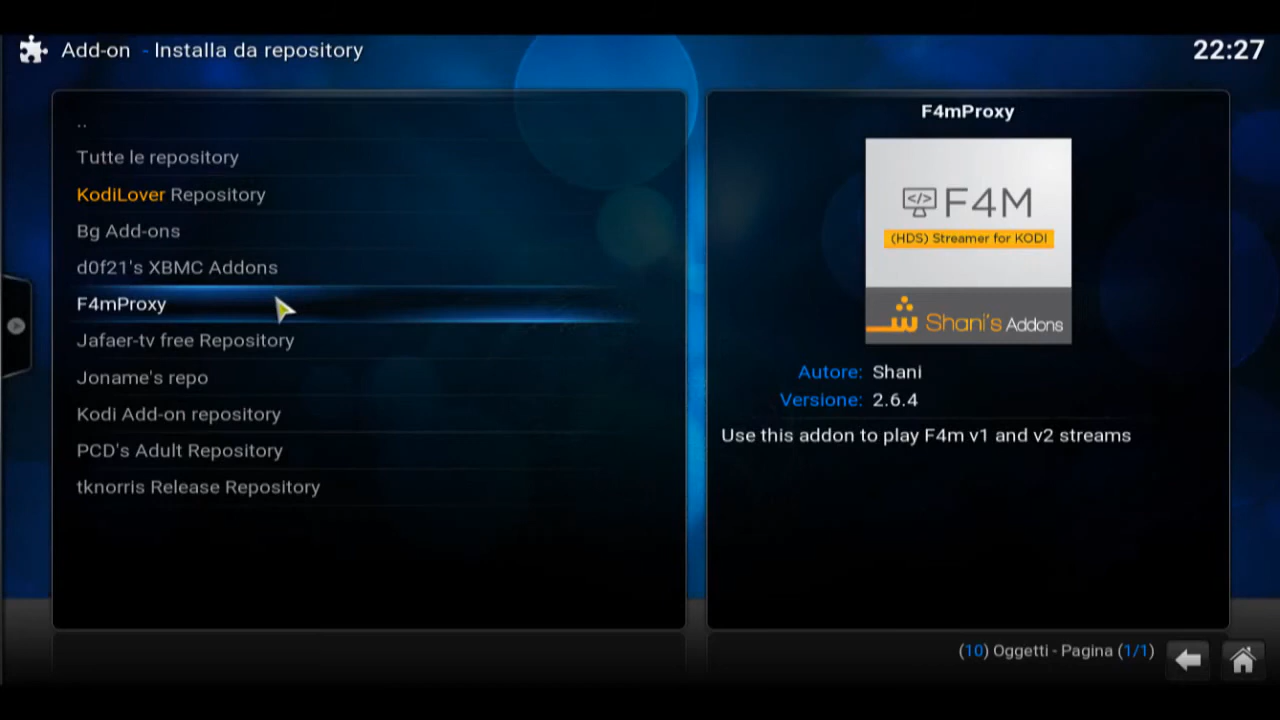 Add-on - Installa da repository
22:27
..
Tutte le repository
KodiLover Repository
Bg Add-ons
d0f21's XBMC Addons
F4mProxy
Jafaer-tv free Repository
Joname's repo
Kodi Add-on repository
PCD's Adult Repository
tknorris Release Repository
F4mProxy
</> F4M
(HDS) Streamer for KODI
شـ Shani's Addons
Autore: Shani
Versione: 2.6.4
Use this addon to play F4m v1 and v2 streams
(10) Oggetti - Pagina (1/1)